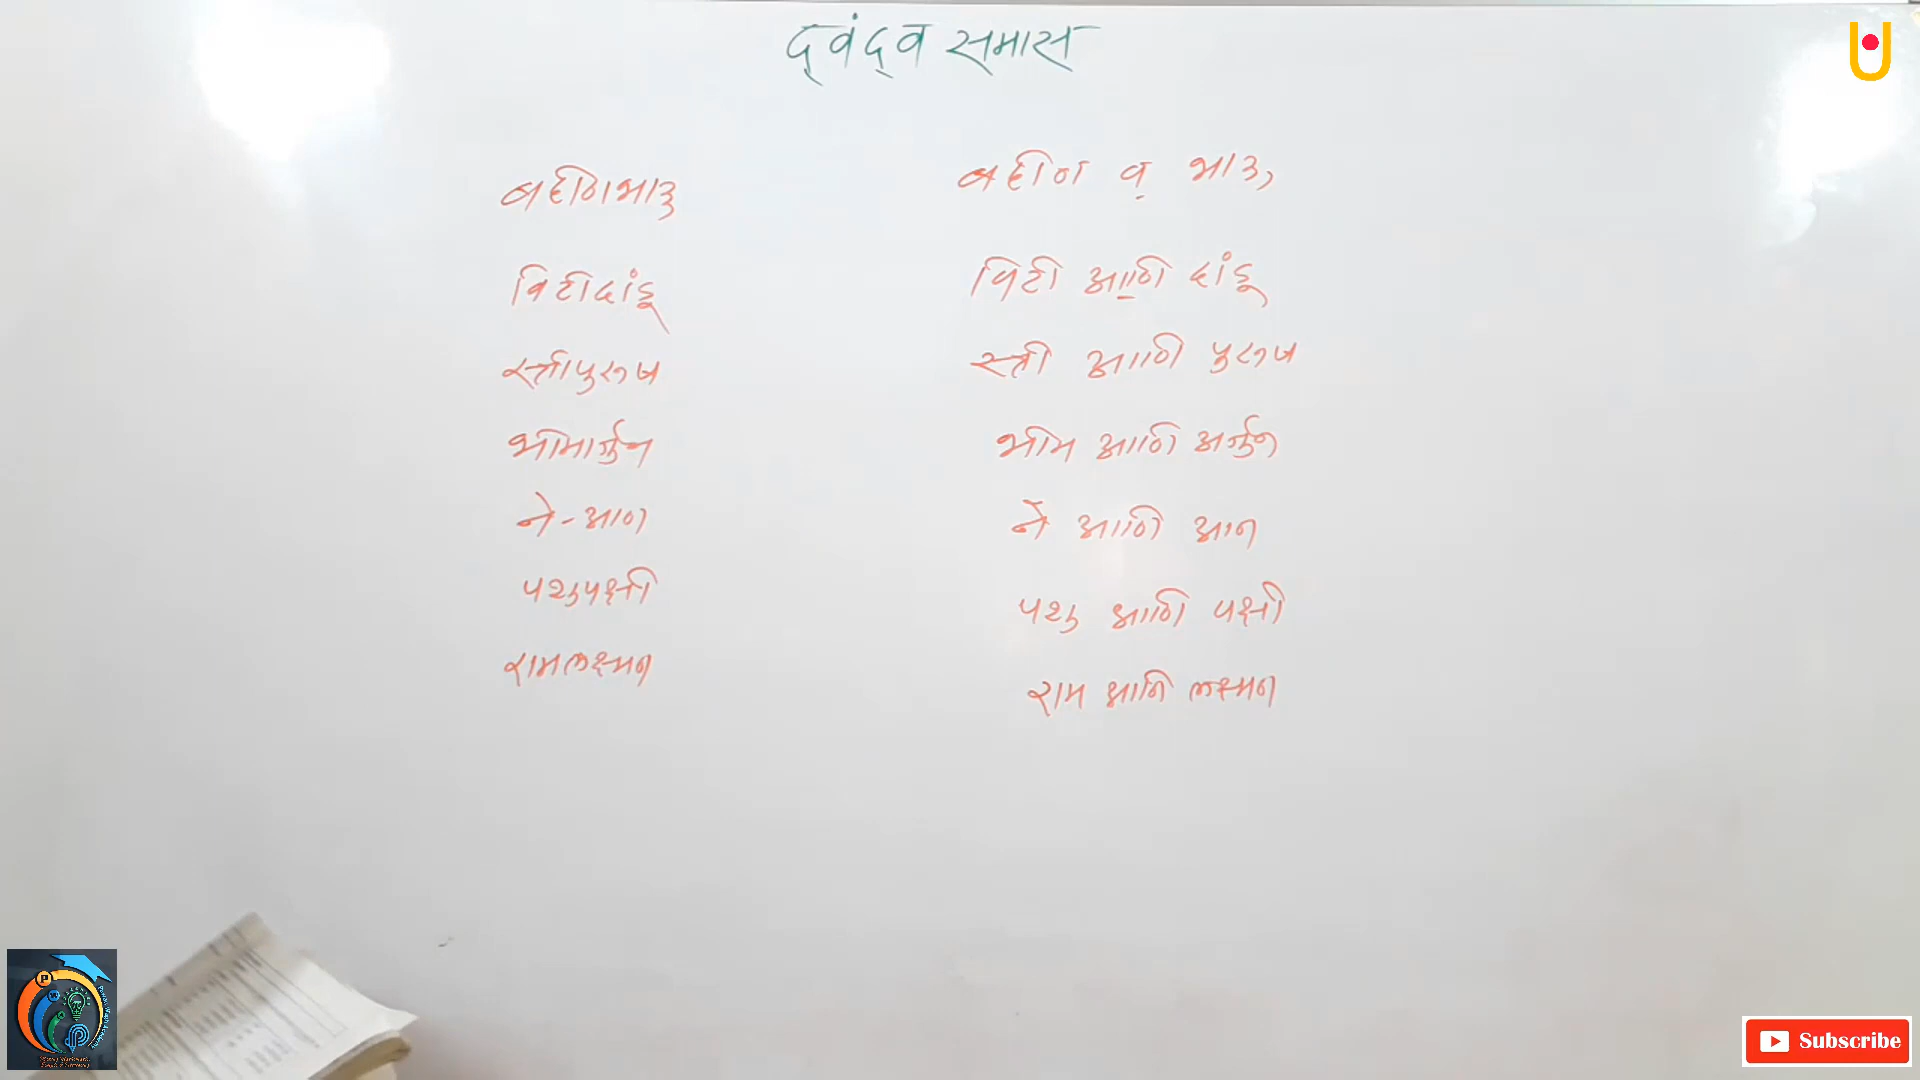 द्वंद्व समास
बहीणभाऊ बहीण व भाऊ,
विटीदांडू विटी आणि दांडू
स्त्रीपुरुष स्त्री आणि पुरुष
भीमार्जुन भीम आणि अर्जुन
ने-आण ने आणि आण
पशुपक्षी पशु आणि पक्षी
रामलक्ष्मण राम आणि लक्ष्मण
Subscribe